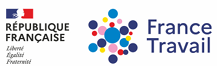 RÉPUBLIQUE
FRANÇAISE
Liberté
Égalité
Fraternité
France
Travail